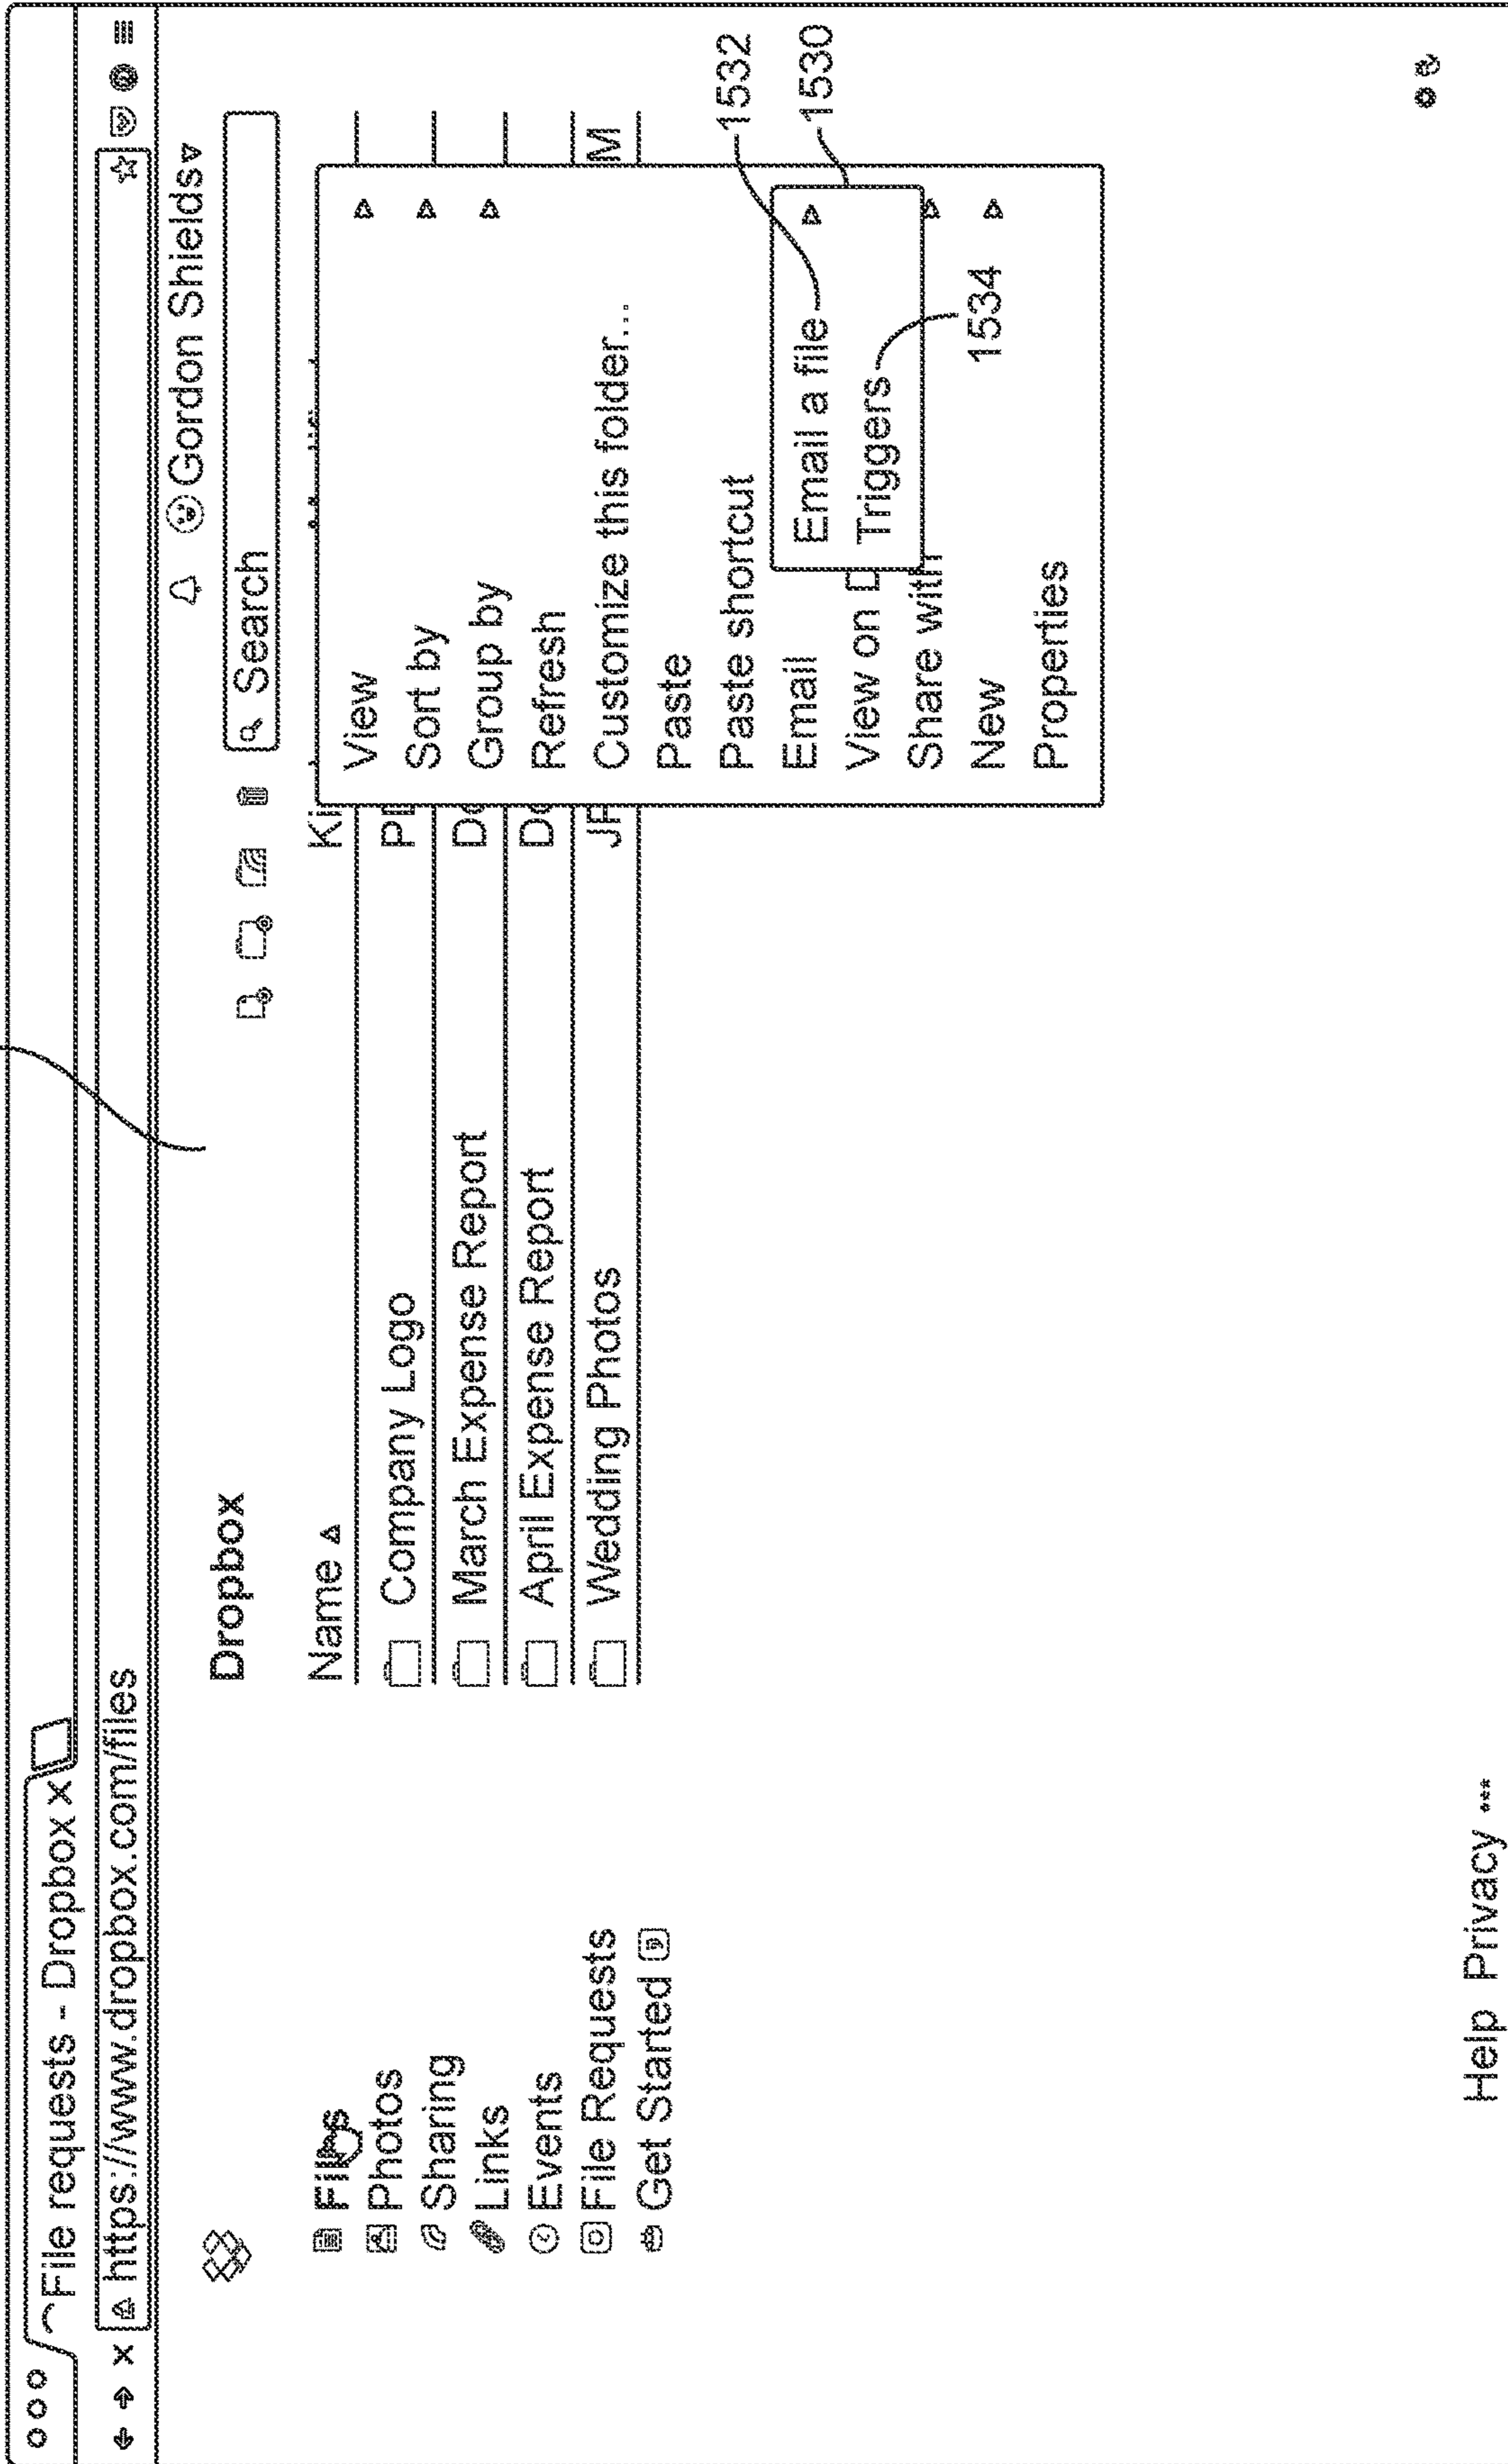 File requests - Dropbox x
https://www.dropbox.com/files
Gordon Shields
Dropbox
Search
Files
Photos
Sharing
Links
Events
File Requests
Get Started
Name
Ki
Company Logo
March Expense Report
Do
April Expense Report
Do
Wedding Photos
M
View
Sort by
Group by
Refresh
Customize this folder...
Paste
Paste shortcut
Email
View on
Share with
New
Properties
Email a file
Triggers
1532
1530
1534
Help Privacy